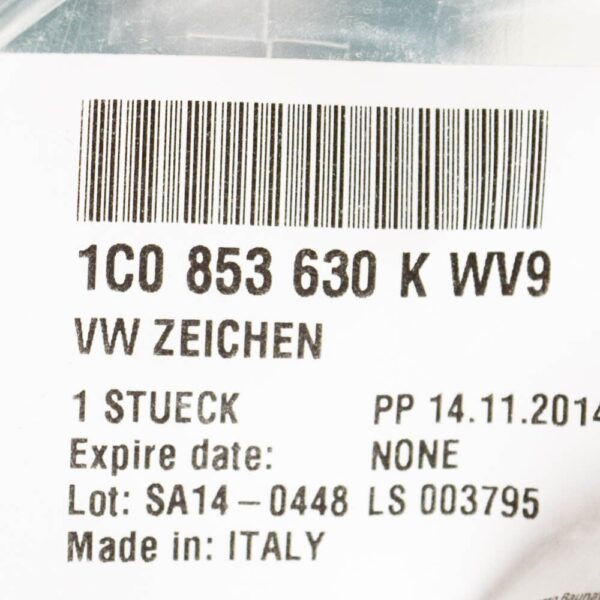 1C0 853 630 K WV9
VW ZEICHEN
1 STUECK PP 14.11.2014
Expire date: NONE
Lot: SA14-0448 LS 003795
Made in: ITALY